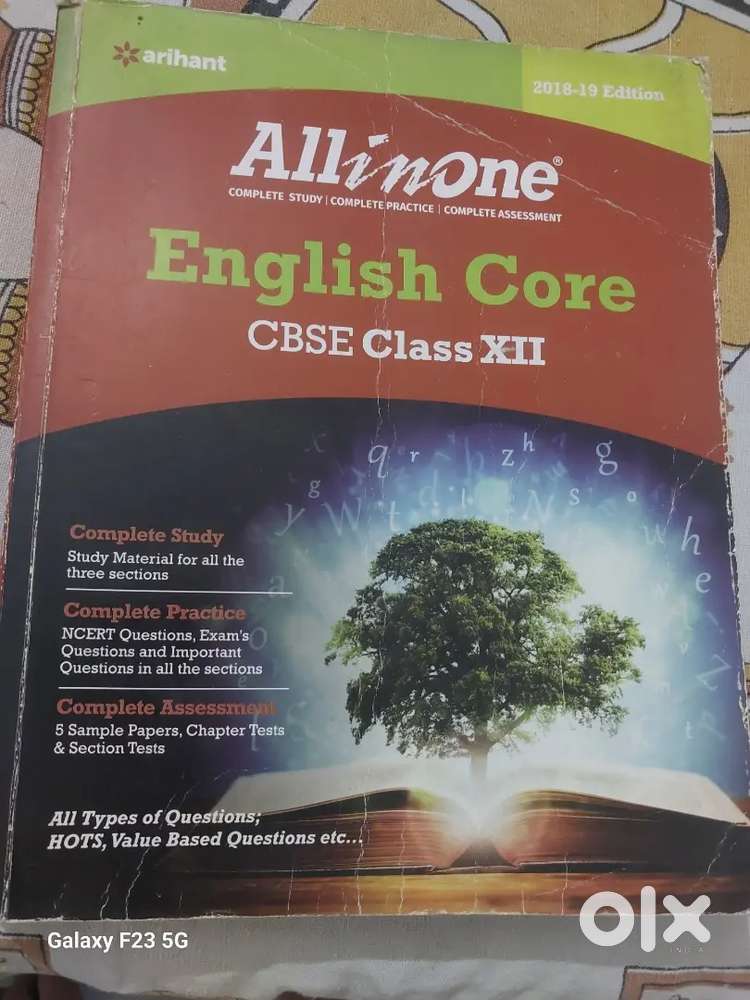 arihant
2018-19 Edition
All in One®
COMPLETE STUDY | COMPLETE PRACTICE | COMPLETE ASSESSMENT
English Core
CBSE Class XII
q r z h g
g l s o
y W t N w h
a e
Complete Study
Study Material for all the
three sections
Complete Practice
NCERT Questions, Exam's
Questions and Important
Questions in all the sections
Complete Assessment
5 Sample Papers, Chapter Tests
& Section Tests
All Types of Questions;
HOTS, Value Based Questions etc...
Galaxy F23 5G
olx
INDIA